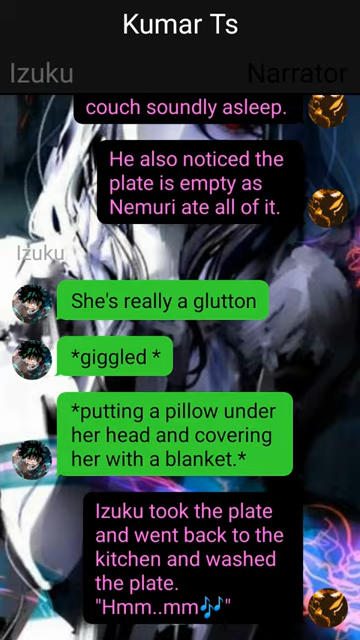 Kumar Ts
Izuku
Narrator
couch soundly asleep.
He also noticed the
plate is empty as
Nemuri ate all of it.
Izuku
She's really a glutton
*giggled *
*putting a pillow under
her head and covering
her with a blanket.*
Izuku took the plate
and went back to the
kitchen and washed
the plate.
"Hmm..mm🎶"